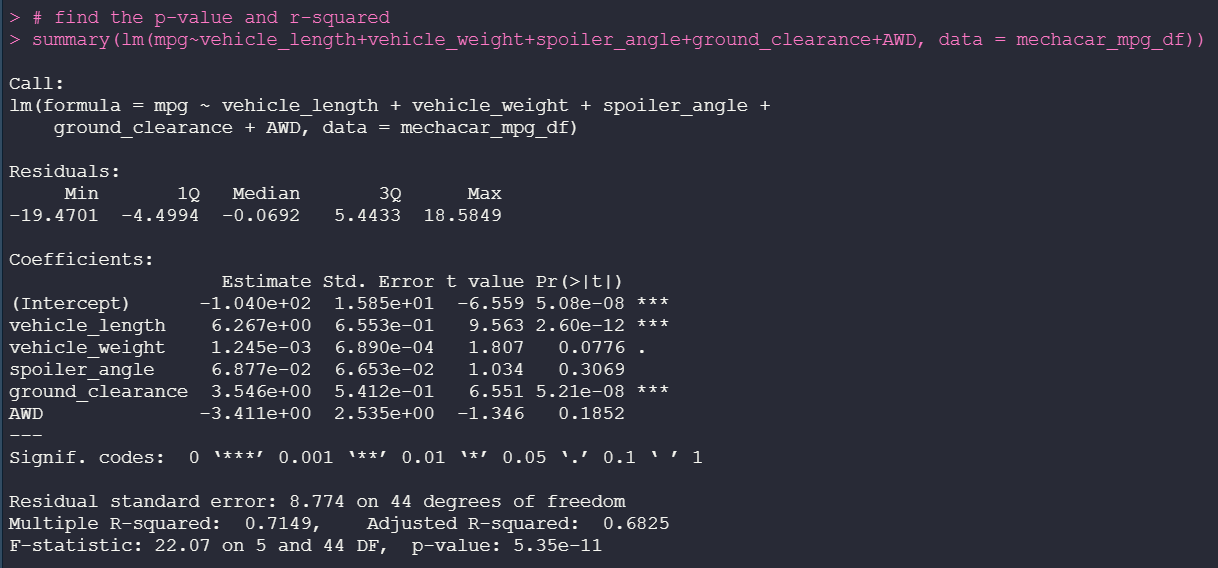 > # find the p-value and r-squared
> summary(lm(mpg~vehicle_length+vehicle_weight+spoiler_angle+ground_clearance+AWD, data = mechacar_mpg_df))

Call:
lm(formula = mpg ~ vehicle_length + vehicle_weight + spoiler_angle +
    ground_clearance + AWD, data = mechacar_mpg_df)

Residuals:
     Min       1Q   Median       3Q      Max
-19.4701  -4.4994  -0.0692   5.4433  18.5849

Coefficients:
                   Estimate Std. Error t value Pr(>|t|)
(Intercept)      -1.040e+02  1.585e+01  -6.559 5.08e-08 ***
vehicle_length    6.267e+00  6.553e-01   9.563 2.60e-12 ***
vehicle_weight    1.245e-03  6.890e-04   1.807   0.0776 .
spoiler_angle     6.877e-02  6.653e-02   1.034   0.3069
ground_clearance  3.546e+00  5.412e-01   6.551 5.21e-08 ***
AWD              -3.411e+00  2.535e+00  -1.346   0.1852
---
Signif. codes:  0 ‘***’ 0.001 ‘**’ 0.01 ‘*’ 0.05 ‘.’ 0.1 ‘ ’ 1

Residual standard error: 8.774 on 44 degrees of freedom
Multiple R-squared:  0.7149,    Adjusted R-squared:  0.6825
F-statistic: 22.07 on 5 and 44 DF,  p-value: 5.35e-11